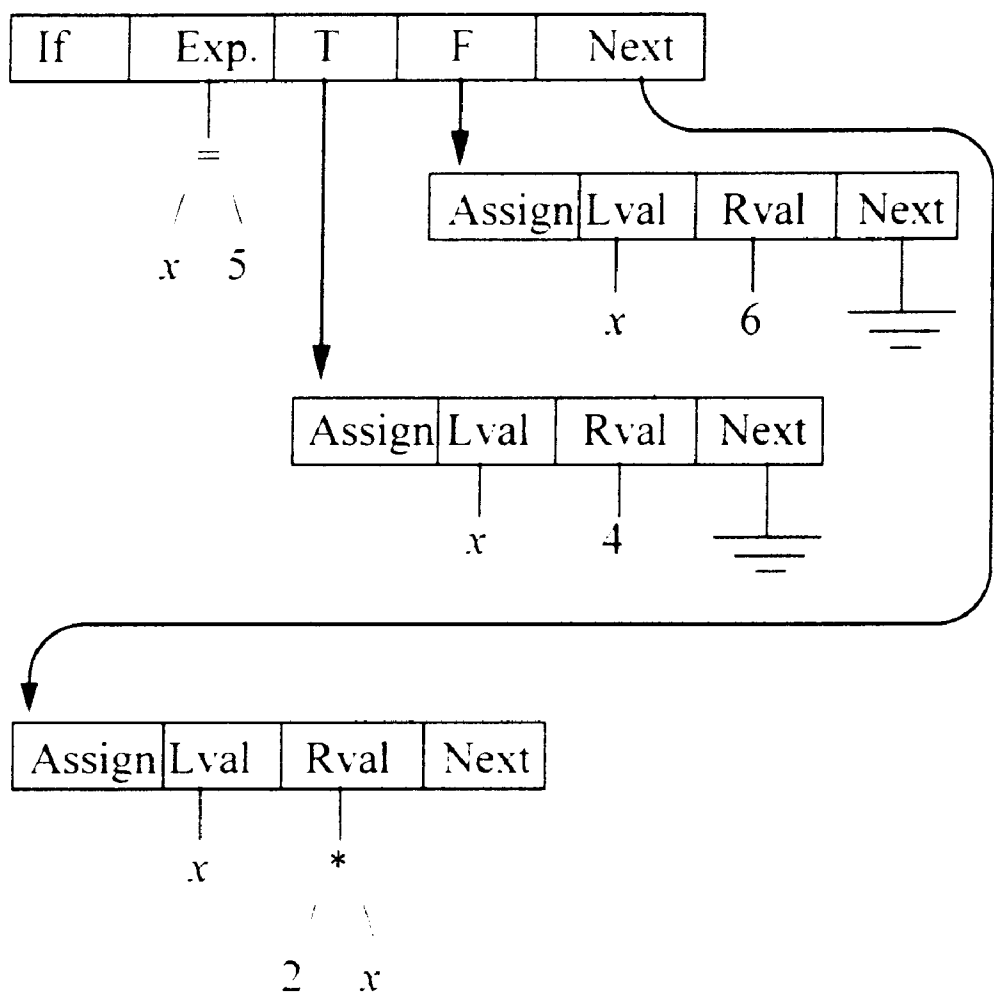 If Exp. T F Next
=
x 5
Assign Lval Rval Next
x 6
Assign Lval Rval Next
x 4
Assign Lval Rval Next
x *
2 x